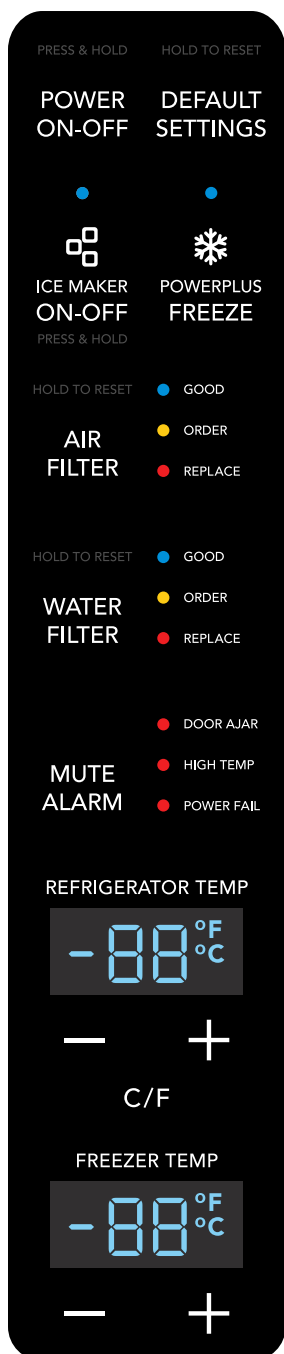 PRESS & HOLD
HOLD TO RESET
POWER
ON-OFF
DEFAULT
SETTINGS
ICE MAKER
ON-OFF
PRESS & HOLD
POWERPLUS
FREEZE
HOLD TO RESET
AIR
FILTER
GOOD
ORDER
REPLACE
HOLD TO RESET
WATER
FILTER
GOOD
ORDER
REPLACE
MUTE
ALARM
DOOR AJAR
HIGH TEMP
POWER FAIL
REFRIGERATOR TEMP
-88 °F
°C
− +
C/F
FREEZER TEMP
-88 °F
°C
− +